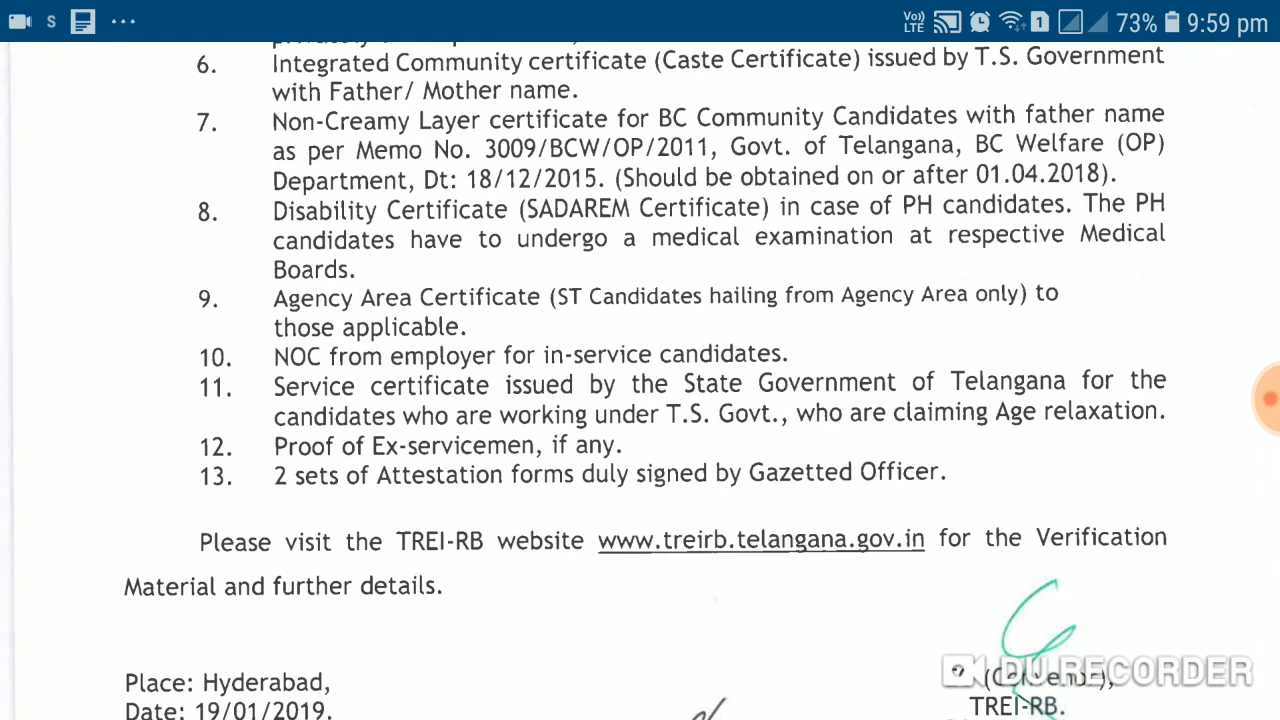 S ... Vo) LTE 1 73% 9:59 pm
6. Integrated Community certificate (Caste Certificate) issued by T.S. Government
with Father/ Mother name.
7. Non-Creamy Layer certificate for BC Community Candidates with father name
as per Memo No. 3009/BCW/OP/2011, Govt. of Telangana, BC Welfare (OP)
Department, Dt: 18/12/2015. (Should be obtained on or after 01.04.2018).
8. Disability Certificate (SADAREM Certificate) in case of PH candidates. The PH
candidates have to undergo a medical examination at respective Medical
Boards.
9. Agency Area Certificate (ST Candidates hailing from Agency Area only) to
those applicable.
10. NOC from employer for in-service candidates.
11. Service certificate issued by the State Government of Telangana for the
candidates who are working under T.S. Govt., who are claiming Age relaxation.
12. Proof of Ex-servicemen, if any.
13. 2 sets of Attestation forms duly signed by Gazetted Officer.
Please visit the TREI-RB website www.treirb.telangana.gov.in for the Verification
Material and further details.
DU RECORDER
Place: Hyderabad, (Convenor),
Date: 19/01/2019. TREI-RB.